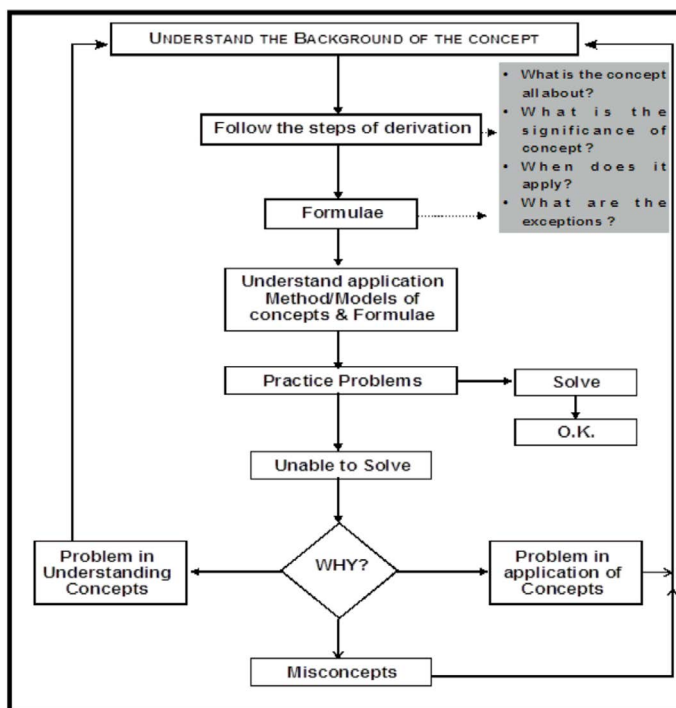 UNDERSTAND THE BACKGROUND OF THE CONCEPT
• What is the concept
all about?
• What is the
significance of
concept?
• When does it
apply?
• What are the
exceptions ?
Follow the steps of derivation
Formulae
Understand application
Method/Models of
concepts & Formulae
Practice Problems
Solve
O.K.
Unable to Solve
WHY?
Problem in
Understanding
Concepts
Problem in
application of
Concepts
Misconcepts